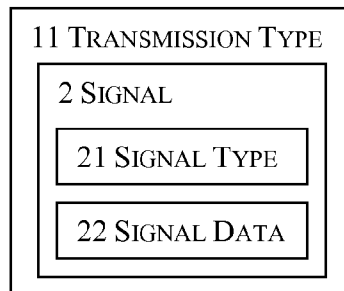 11 TRANSMISSION TYPE
2 SIGNAL
21 SIGNAL TYPE
22 SIGNAL DATA